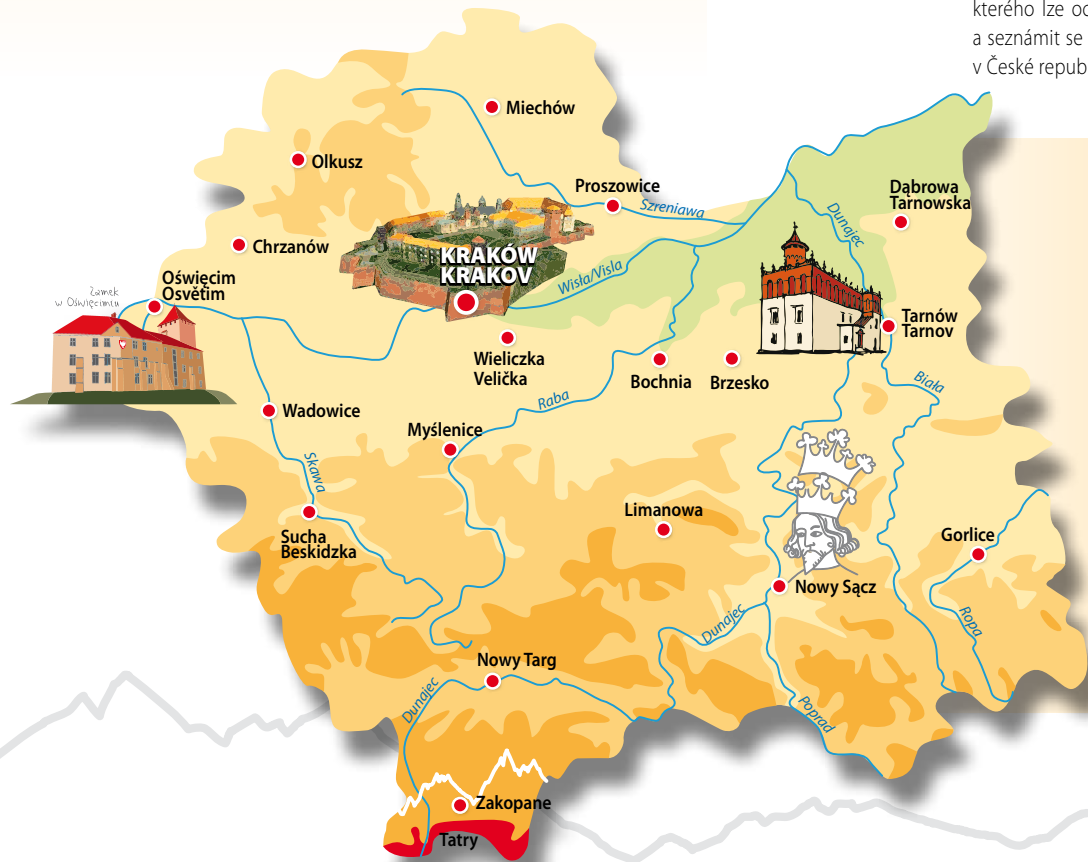 kterého lze oc
a seznámit se
v České repub
Miechów
Olkusz
Proszowice
Szreniawa
Dąbrowa
Tarnowska
Dunajec
Chrzanów
KRAKÓW
KRAKOV
Wisła/Visla
Oświęcim
Osvětim
Zamek
w Oświęcimiu
Tarnów
Tarnov
Wieliczka
Velička
Bochnia
Brzesko
Biała
Raba
Wadowice
Myślenice
Skawa
Limanowa
Sucha
Beskidzka
Gorlice
Nowy Sącz
Dunajec
Ropa
Nowy Targ
Dunajec
Poprad
Zakopane
Tatry